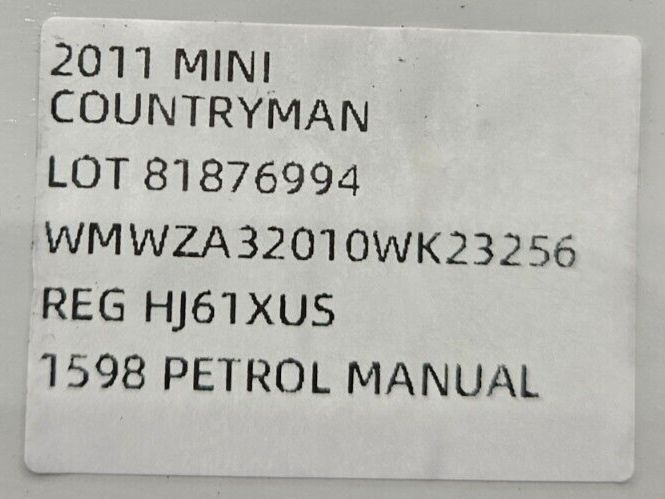 2011 MINI
COUNTRYMAN
LOT 81876994
WMWZA32010WK23256
REG HJ61XUS
1598 PETROL MANUAL